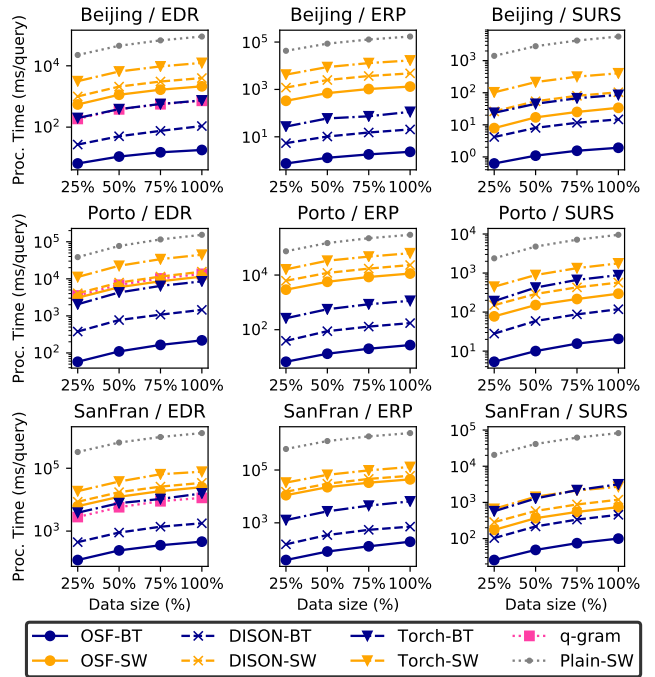 Beijing / EDR
Beijing / ERP
Beijing / SURS
Proc. Time (ms/query)
10^4
10^2
25% 50% 75% 100%
10^5
10^3
10^1
25% 50% 75% 100%
10^3
10^2
10^1
10^0
25% 50% 75% 100%
Porto / EDR
Porto / ERP
Porto / SURS
Proc. Time (ms/query)
10^5
10^4
10^3
10^2
25% 50% 75% 100%
10^4
10^2
25% 50% 75% 100%
10^4
10^3
10^2
10^1
25% 50% 75% 100%
SanFran / EDR
SanFran / ERP
SanFran / SURS
Proc. Time (ms/query)
10^5
10^3
25% 50% 75% 100%
Data size (%)
10^5
10^3
25% 50% 75% 100%
Data size (%)
10^5
10^4
10^3
10^2
25% 50% 75% 100%
Data size (%)
OSF-BT DISON-BT Torch-BT q-gram
OSF-SW DISON-SW Torch-SW Plain-SW